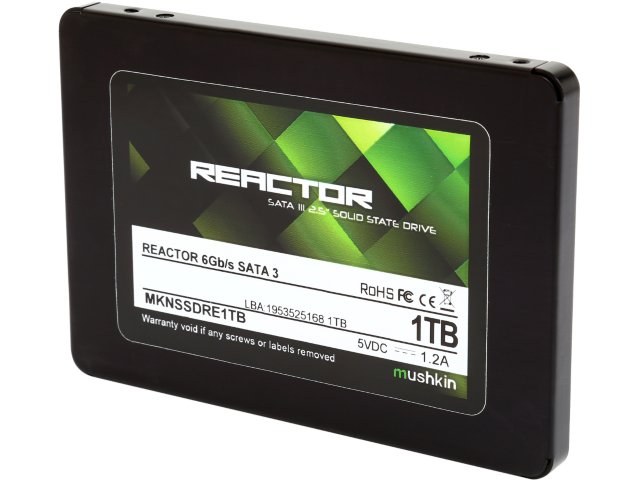 REACTOR
SATA III 2.5" SOLID STATE DRIVE
REACTOR 6Gb/s SATA 3
RoHS FC CE
MKNSSDRE1TB
LBA:1953525168 1TB
1TB
Warranty void if any screws or labels removed
5VDC 1.2A
mushkin